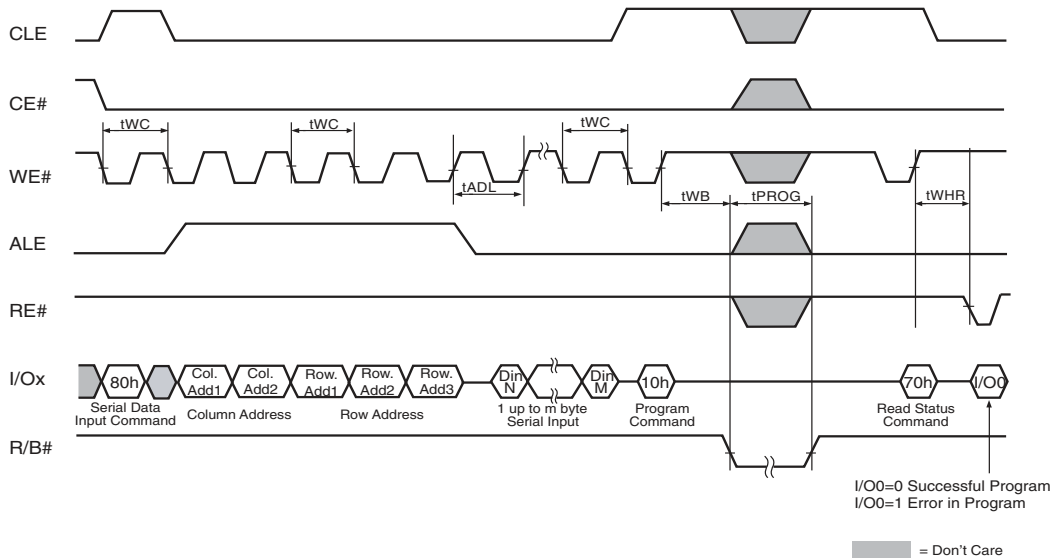 CLE
CE#
tWC
tWC
tWC
WE#
tADL
tWB
tPROG
tWHR
ALE
RE#
I/Ox
80h
Col.
Add1
Col.
Add2
Row.
Add1
Row.
Add2
Row.
Add3
Din
N
Din
M
10h
70h
I/O0
Serial Data
Input Command
Column Address
Row Address
1 up to m byte
Serial Input
Program
Command
Read Status
Command
R/B#
I/O0=0 Successful Program
I/O0=1 Error in Program
= Don't Care